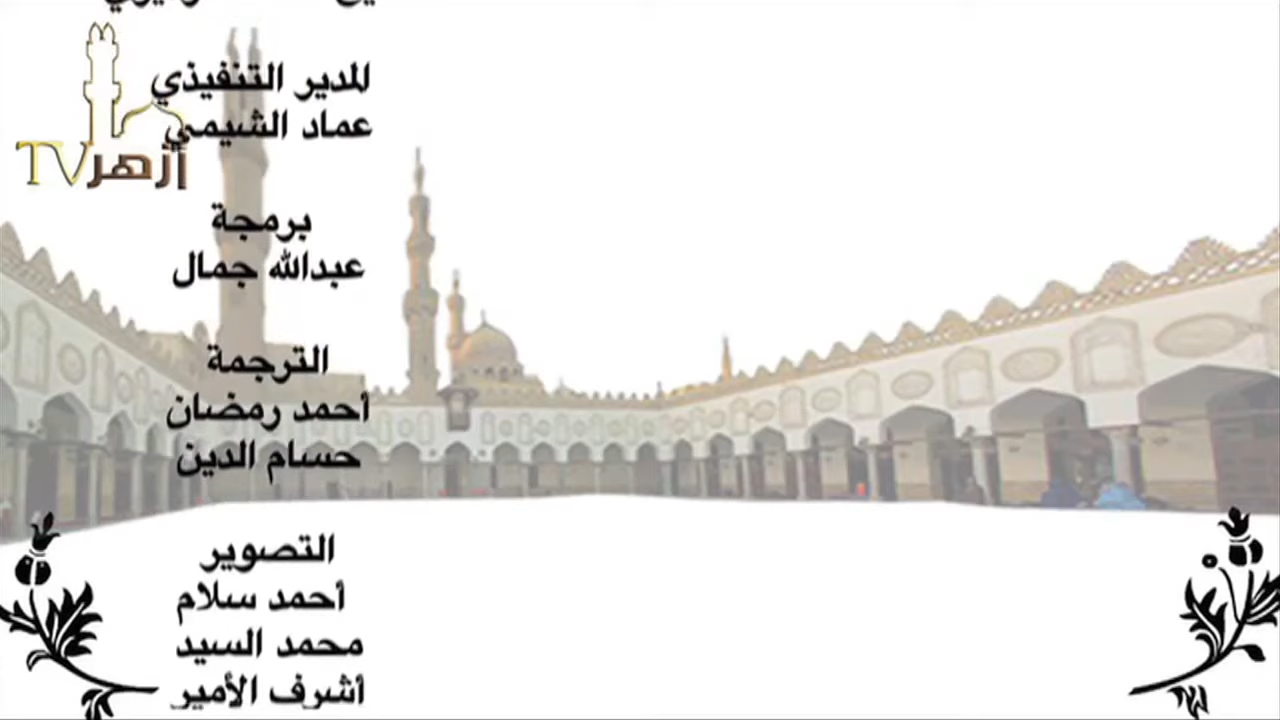 المدير التنفيذي
عماد الشيمي
أزهر TV
برمجة
عبدالله جمال
الترجمة
أحمد رمضان
حسام الدين
التصوير
أحمد سلام
محمد السيد
أشرف الأمير